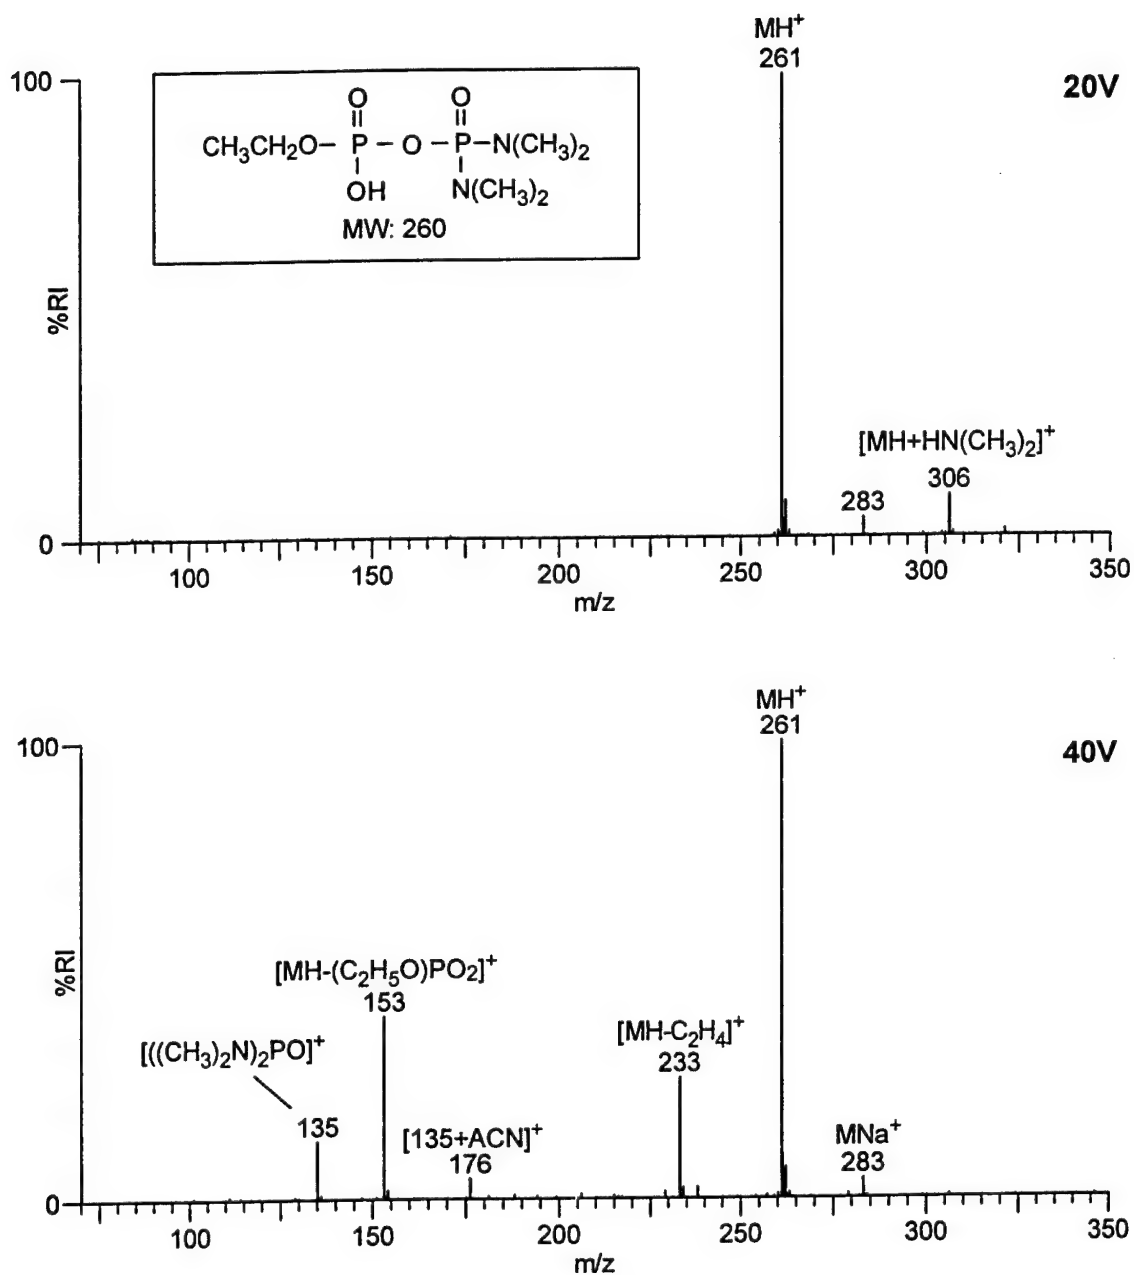 MH⁺
261
100
20V
O O
CH₃CH₂O– P – O – P–N(CH₃)₂
OH N(CH₃)₂
MW: 260
%RI
[MH+HN(CH₃)₂]⁺
283 306
0
100 150 200 250 300 350
m/z
MH⁺
261
100
40V
%RI
[MH-(C₂H₅O)PO₂]⁺
153
[((CH₃)₂N)₂PO]⁺
[MH-C₂H₄]⁺
233
135
[135+ACN]⁺
176
MNa⁺
283
0
100 150 200 250 300 350
m/z